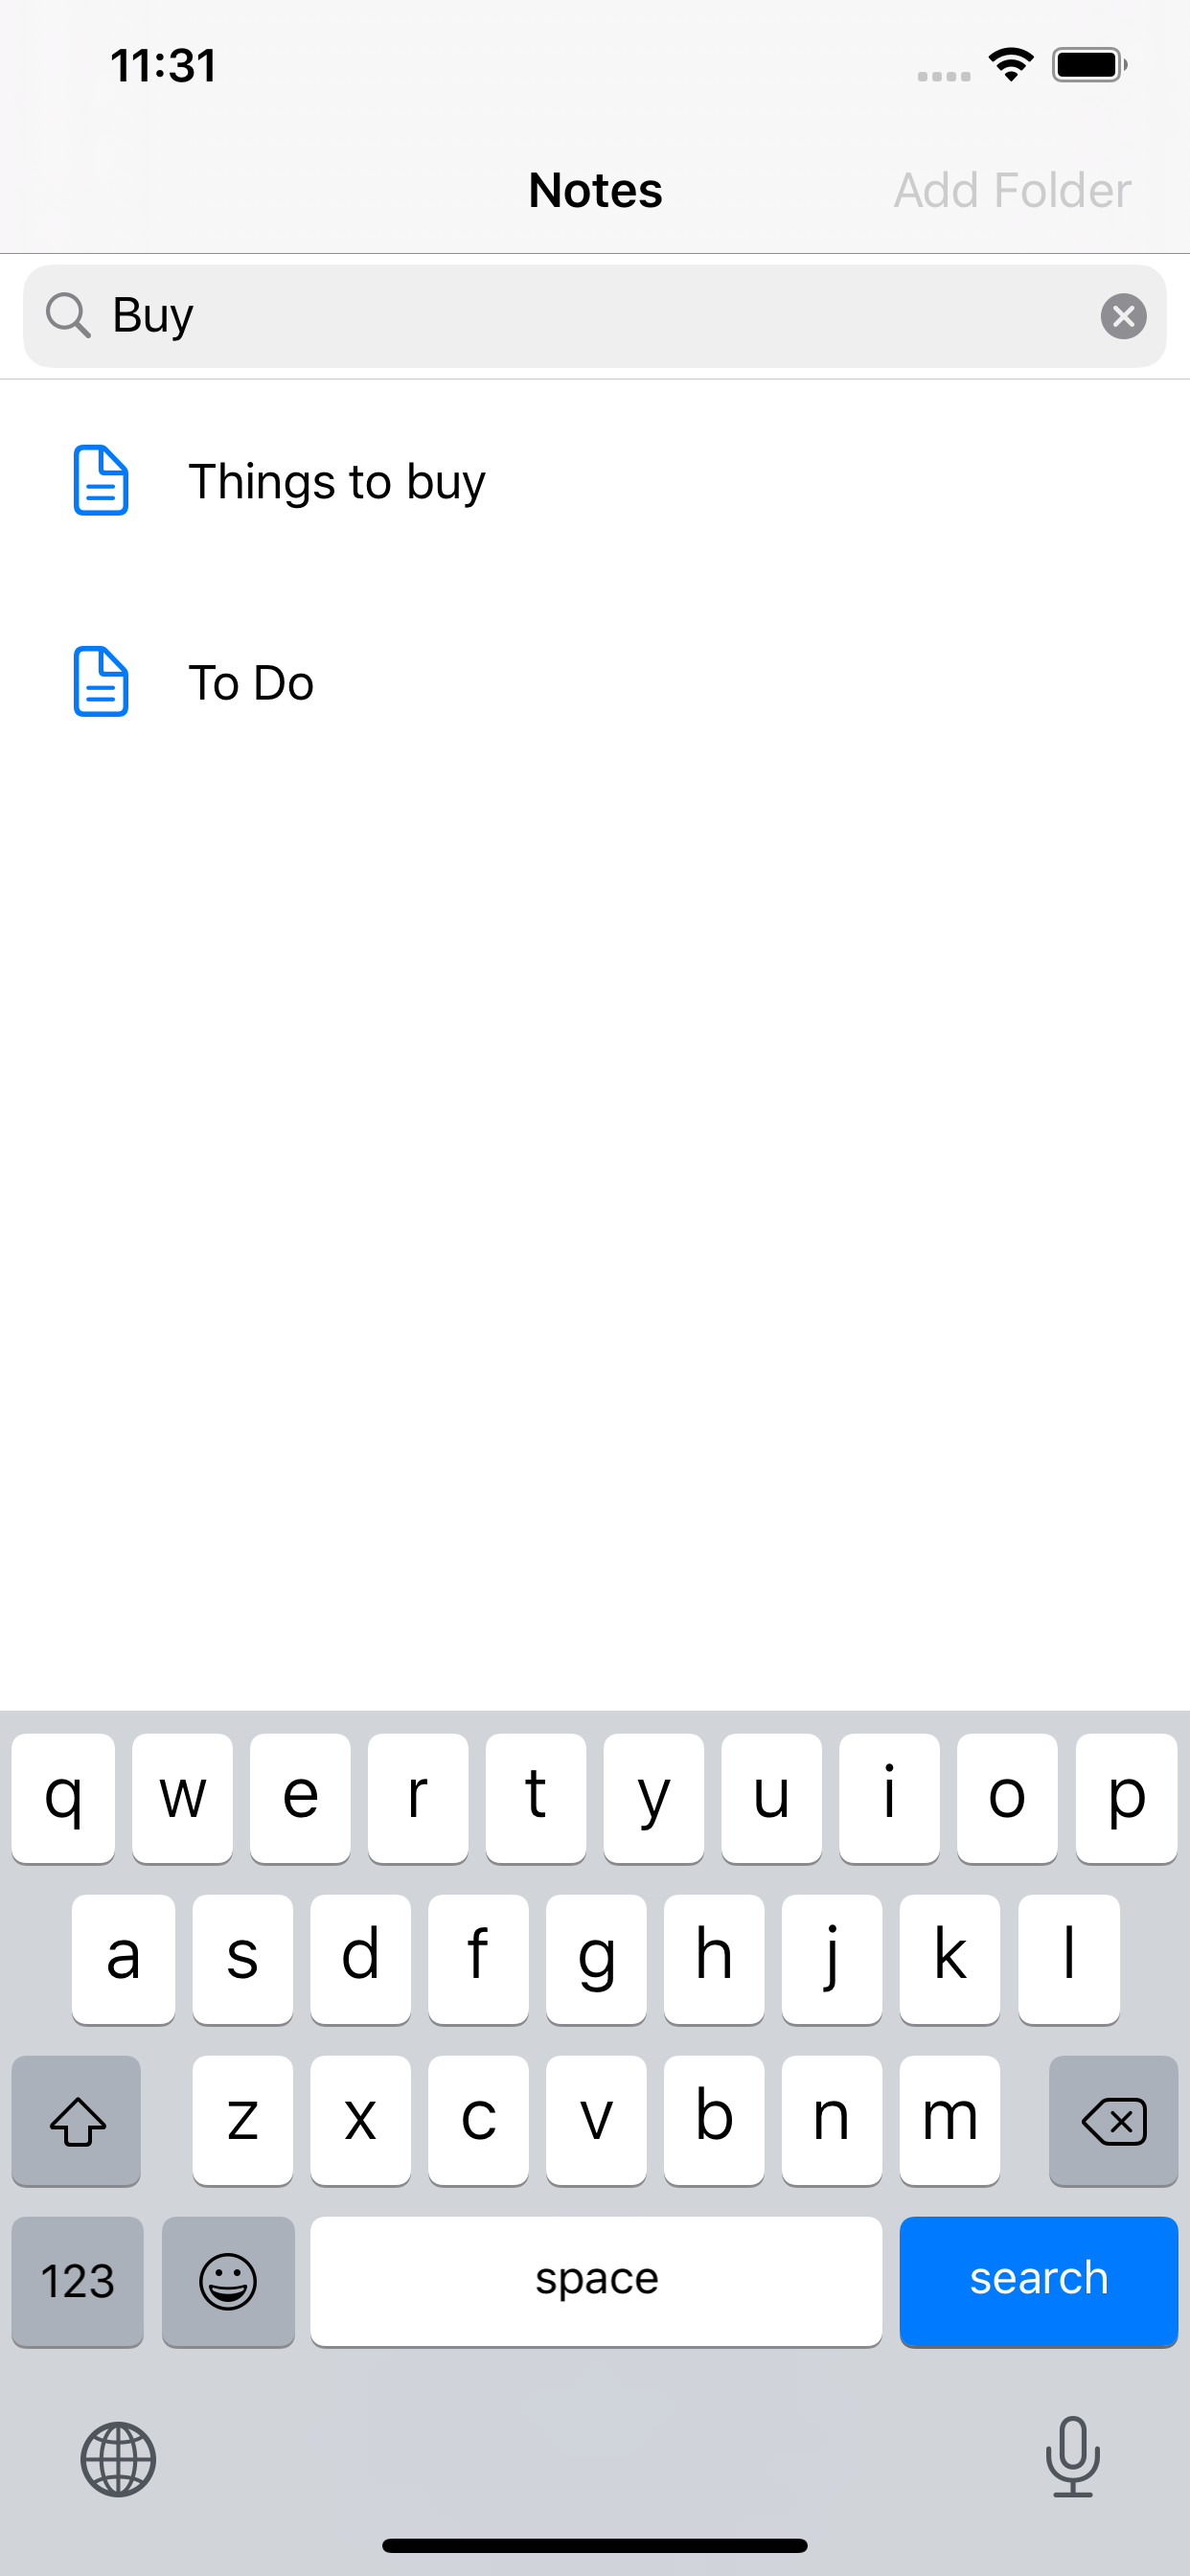 11:31
Notes
Add Folder
Buy
Things to buy
To Do
q w e r t y u i o p
a s d f g h j k l
z x c v b n m
123 space search